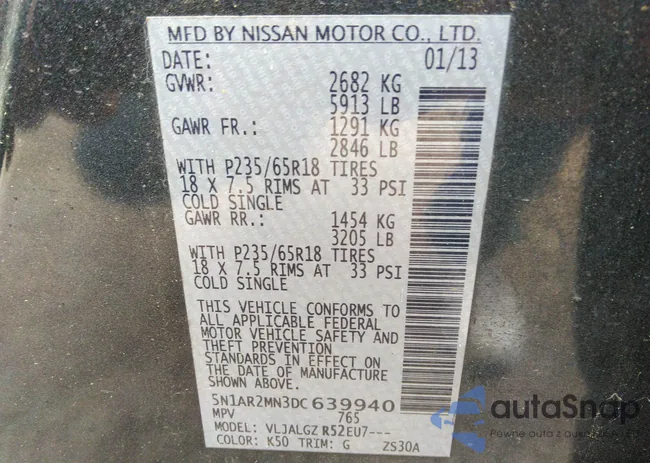 MFD BY NISSAN MOTOR CO., LTD.
DATE: 01/13
GVWR: 2682 KG
5913 LB
GAWR FR.: 1291 KG
2846 LB
WITH P235/65R18 TIRES
18 X 7.5 RIMS AT 33 PSI
COLD SINGLE
GAWR RR.: 1454 KG
3205 LB
WITH P235/65R18 TIRES
18 X 7.5 RIMS AT 33 PSI
COLD SINGLE
THIS VEHICLE CONFORMS TO
ALL APPLICABLE FEDERAL
MOTOR VEHICLE SAFETY AND
THEFT PREVENTION
STANDARDS IN EFFECT ON
THE DATE OF MANUFACTURE
SHOWN ABOVE.
5N1AR2MN3DC639940
MPV 765
MODEL: VLJALGZ R52EU7---
COLOR: K50 TRIM: G ZS30A
autoSnap
Pewne auta z USA